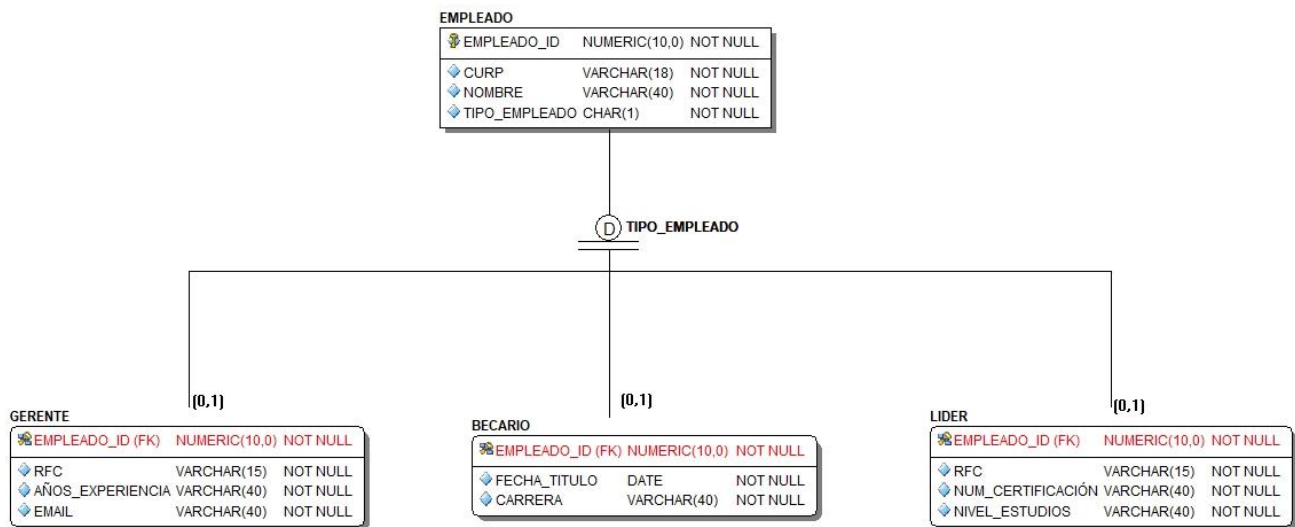 EMPLEADO
EMPLEADO_ID NUMERIC(10,0) NOT NULL
CURP VARCHAR(18) NOT NULL
NOMBRE VARCHAR(40) NOT NULL
TIPO_EMPLEADO CHAR(1) NOT NULL
D TIPO_EMPLEADO
(0,1)
GERENTE
EMPLEADO_ID (FK) NUMERIC(10,0) NOT NULL
RFC VARCHAR(15) NOT NULL
AÑOS_EXPERIENCIA VARCHAR(40) NOT NULL
EMAIL VARCHAR(40) NOT NULL
(0,1)
BECARIO
EMPLEADO_ID (FK) NUMERIC(10,0) NOT NULL
FECHA_TITULO DATE NOT NULL
CARRERA VARCHAR(40) NOT NULL
(0,1)
LIDER
EMPLEADO_ID (FK) NUMERIC(10,0) NOT NULL
RFC VARCHAR(15) NOT NULL
NUM_CERTIFICACIÓN VARCHAR(40) NOT NULL
NIVEL_ESTUDIOS VARCHAR(40) NOT NULL